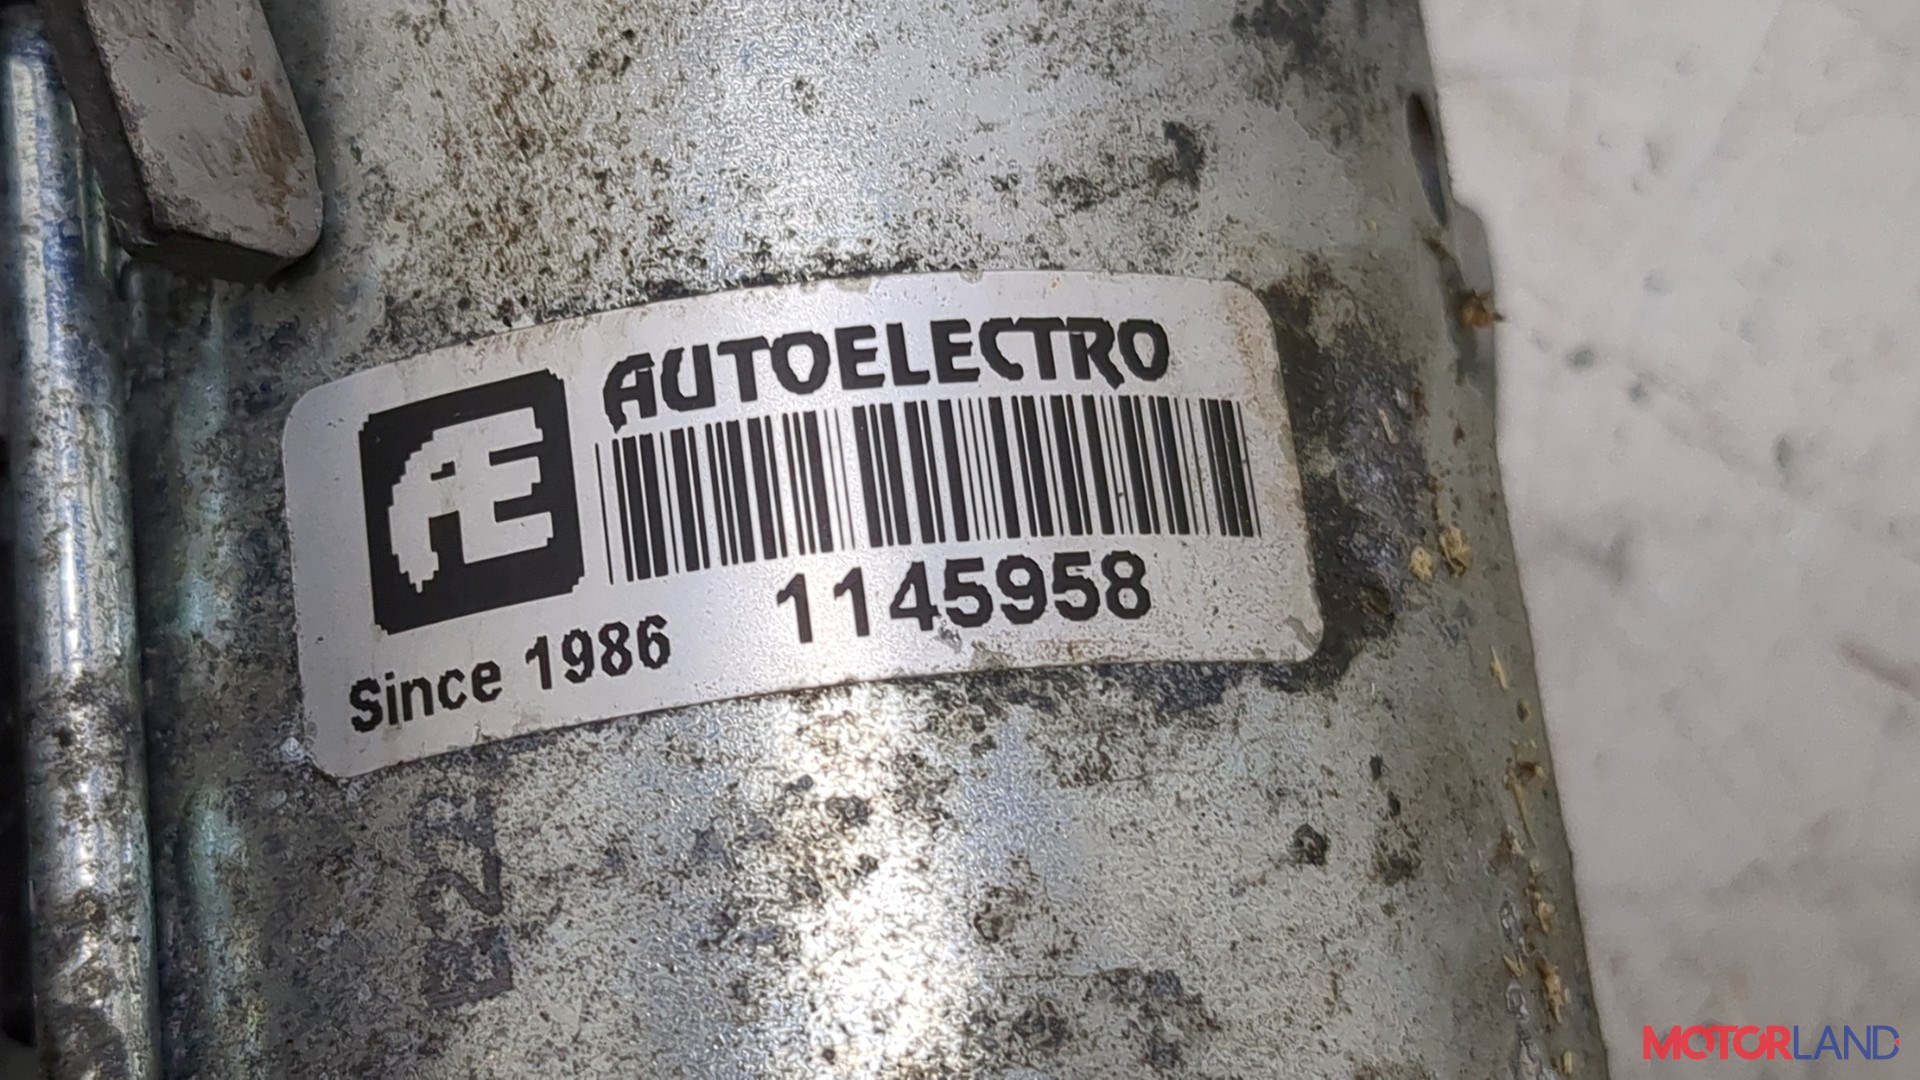 AUTOELECTRO
AE
1145958
Since 1986
MOTORLAND